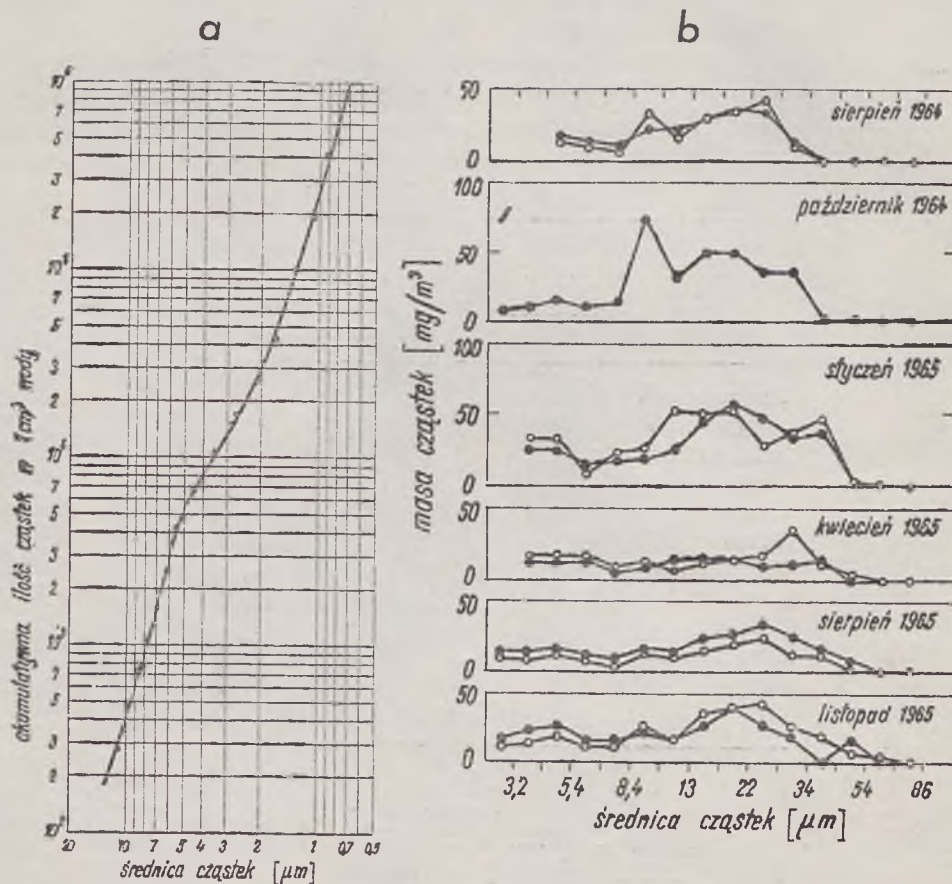 a
b
akumulatywna ilość cząstek w 1 cm³ wody
10⁶
7
5
3
2
10⁵
7
5
3
2
7
5
3
2
10³
7
5
3
2
10²
20 10 7 5 4 3 2 1 0,7 0,5
średnica cząstek [μm]
masa cząstek [mg/m³]
50
0
sierpień 1964
100
50
0
październik 1964
100
50
0
styczeń 1965
50
0
kwiecień 1965
50
0
sierpień 1965
50
0
listopad 1965
3,2 5,4 8,4 13 22 34 54 86
średnica cząstek [μm]